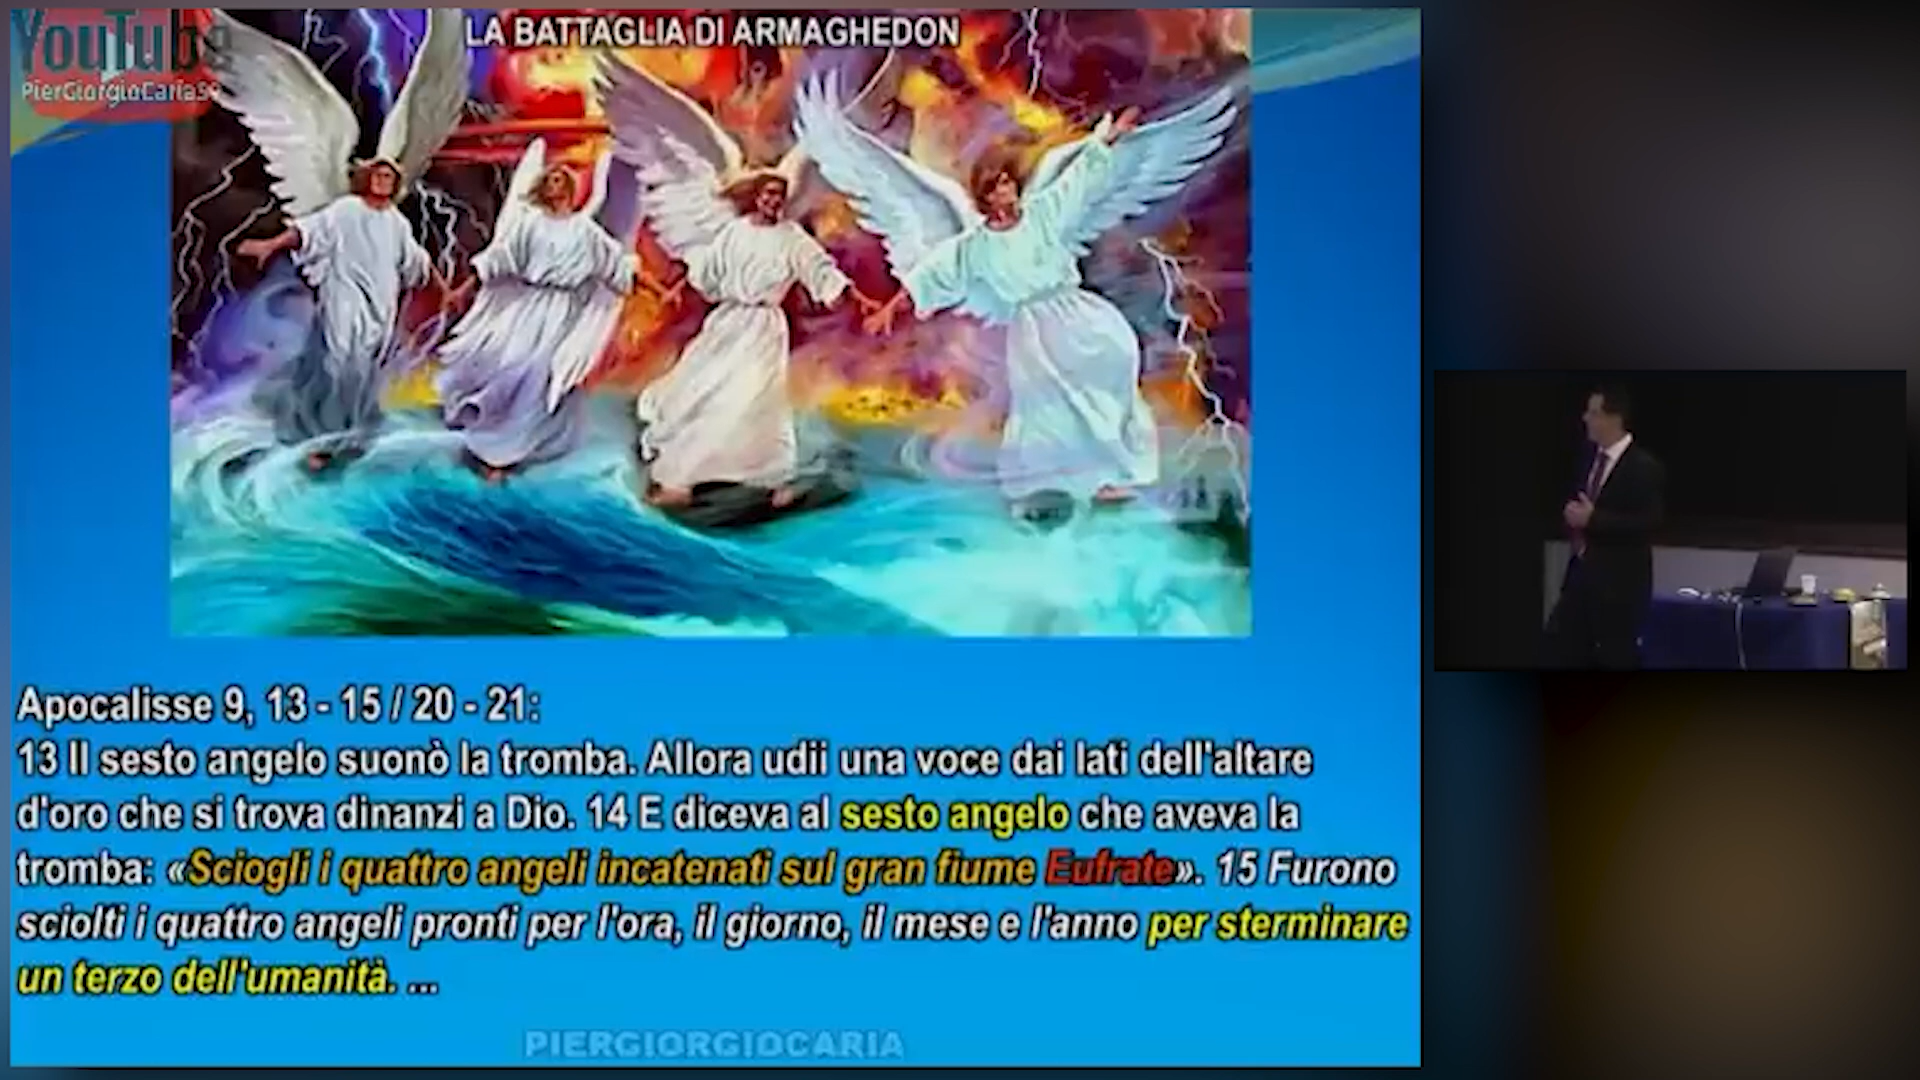 LA BATTAGLIA DI ARMAGHEDON
YouTube
PierGiorgioCaria59
Apocalisse 9, 13 - 15 / 20 - 21:
13 Il sesto angelo suonò la tromba. Allora udii una voce dai lati dell'altare
d'oro che si trova dinanzi a Dio. 14 E diceva al sesto angelo che aveva la
tromba: «Sciogli i quattro angeli incatenati sul gran fiume Eufrate». 15 Furono
sciolti i quattro angeli pronti per l'ora, il giorno, il mese e l'anno per sterminare
un terzo dell'umanità. ...
PIERGIORGIOCARIA